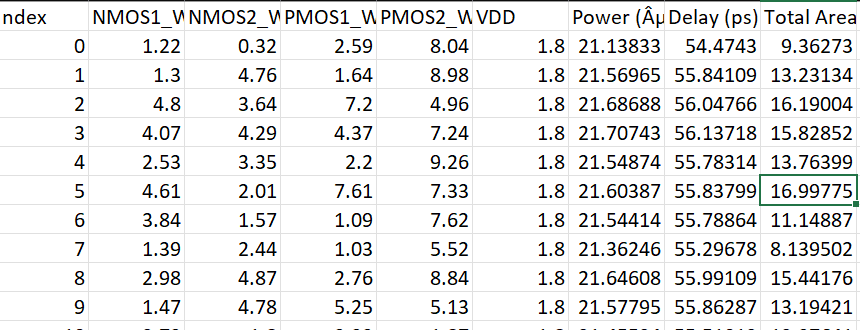 ndex NMOS1_W NMOS2_W PMOS1_W PMOS2_W VDD Power (Âµ Delay (ps) Total Area
0 1.22 0.32 2.59 8.04 1.8 21.13833 54.4743 9.36273
1 1.3 4.76 1.64 8.98 1.8 21.56965 55.84109 13.23134
2 4.8 3.64 7.2 4.96 1.8 21.68688 56.04766 16.19004
3 4.07 4.29 4.37 7.24 1.8 21.70743 56.13718 15.82852
4 2.53 3.35 2.2 9.26 1.8 21.54874 55.78314 13.76399
5 4.61 2.01 7.61 7.33 1.8 21.60387 55.83799 16.99775
6 3.84 1.57 1.09 7.62 1.8 21.54414 55.78864 11.14887
7 1.39 2.44 1.03 5.52 1.8 21.36246 55.29678 8.139502
8 2.98 4.87 2.76 8.84 1.8 21.64608 55.99109 15.44176
9 1.47 4.78 5.25 5.13 1.8 21.57795 55.86287 13.19421